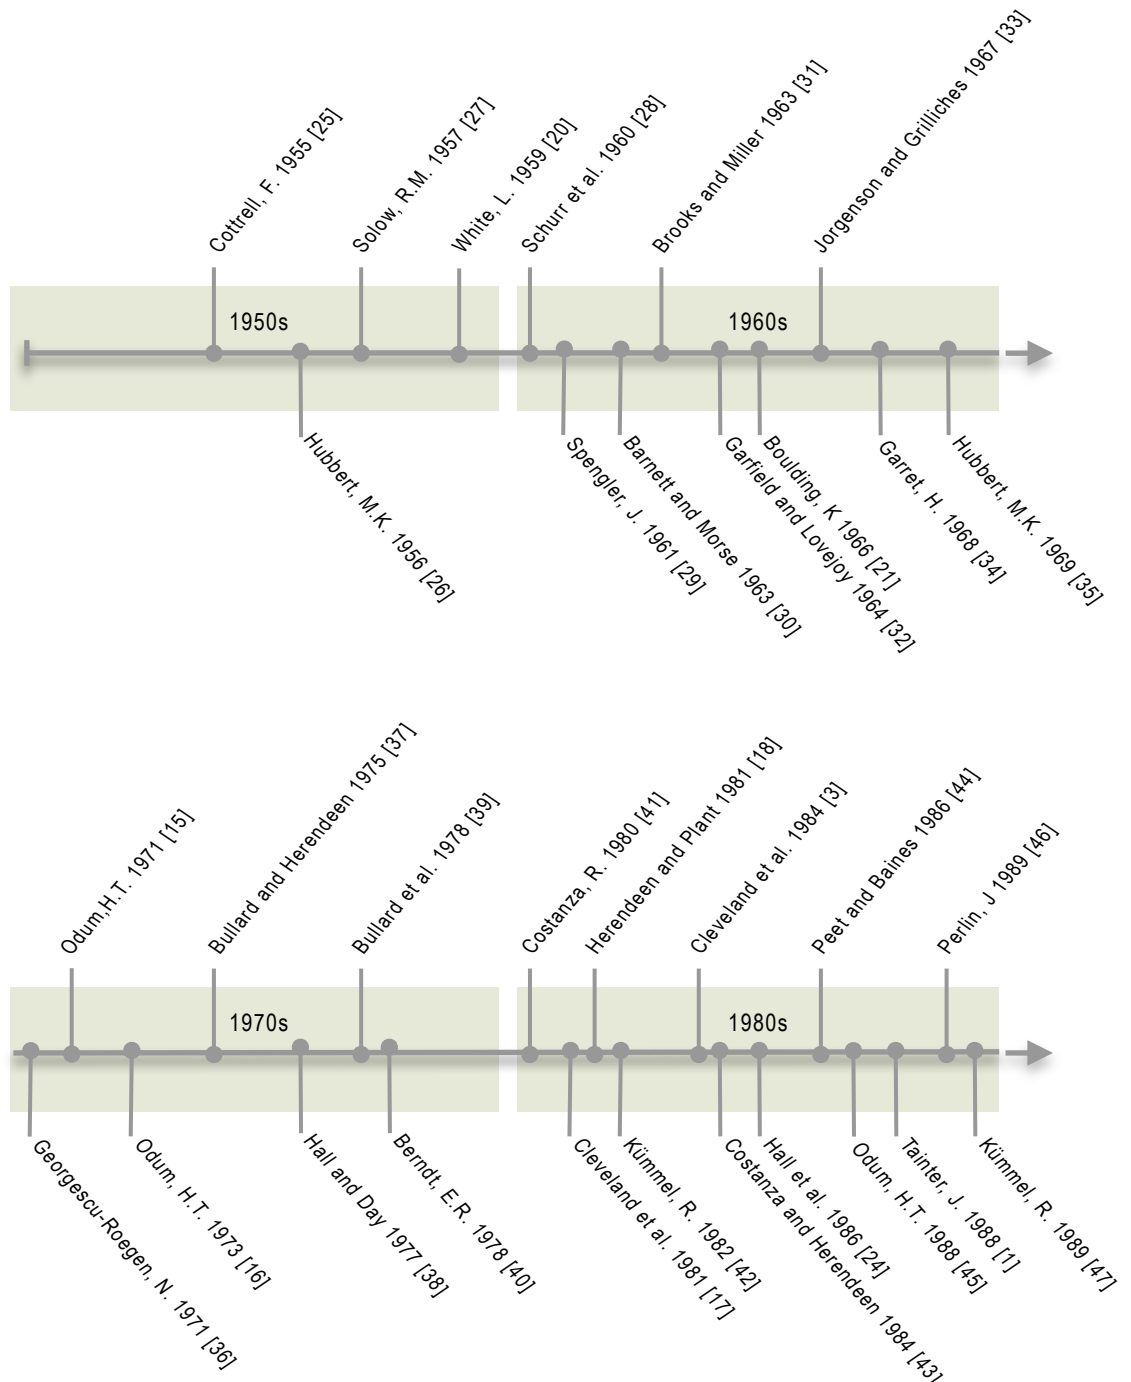 Cottrell, F. 1955 [25]
Solow, R.M. 1957 [27]
White, L. 1959 [20]
Schurr et al. 1960 [28]
Brooks and Miller 1963 [31]
Jorgenson and Grilliches 1967 [33]
1950s
1960s
Hubbert, M.K. 1956 [26]
Spengler, J. 1961 [29]
Barnett and Morse 1963 [30]
Garfield and Lovejoy 1964 [32]
Boulding, K 1966 [21]
Garret, H. 1968 [34]
Hubbert, M.K. 1969 [35]
Odum,H.T. 1971 [15]
Bullard and Herendeen 1975 [37]
Bullard et al. 1978 [39]
Costanza, R. 1980 [41]
Herendeen and Plant 1981 [18]
Cleveland et al. 1984 [3]
Peet and Baines 1986 [44]
Perlin, J 1989 [46]
1970s
1980s
Georgescu-Roegen, N. 1971 [36]
Odum, H.T. 1973 [16]
Hall and Day 1977 [38]
Berndt, E.R. 1978 [40]
Cleveland et al. 1981 [17]
Kümmel, R. 1982 [42]
Costanza and Herendeen 1984 [43]
Hall et al. 1986 [24]
Odum, H.T. 1988 [45]
Tainter, J. 1988 [1]
Kümmel, R. 1989 [47]